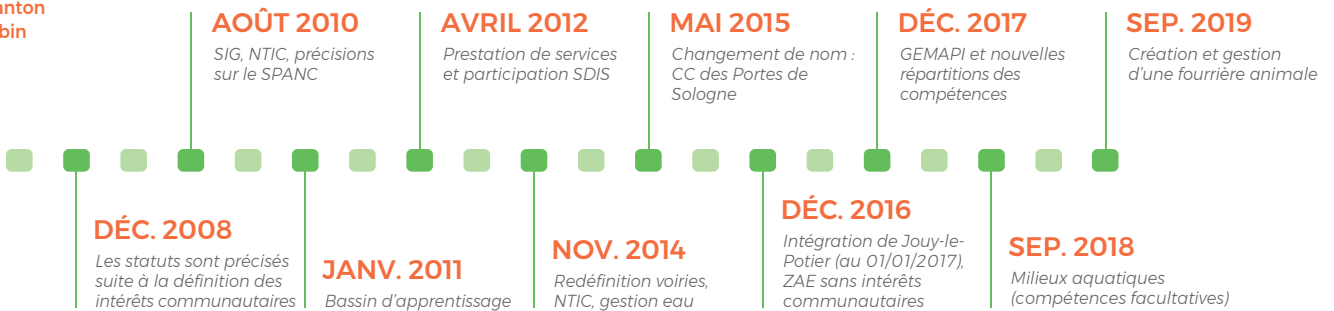 AOÛT 2010
SIG, NTIC, précisions
sur le SPANC
AVRIL 2012
Prestation de services
et participation SDIS
MAI 2015
Changement de nom :
CC des Portes de
Sologne
DÉC. 2017
GEMAPI et nouvelles
répartitions des
compétences
SEP. 2019
Création et gestion
d'une fourrière animale
DÉC. 2008
Les statuts sont précisés
suite à la définition des
intérêts communautaires
JANV. 2011
Bassin d'apprentissage
NOV. 2014
Redéfinition voiries,
NTIC, gestion eau
DÉC. 2016
Intégration de Jouy-le-
Potier (au 01/01/2017),
ZAE sans intérêts
communautaires
SEP. 2018
Milieux aquatiques
(compétences facultatives)